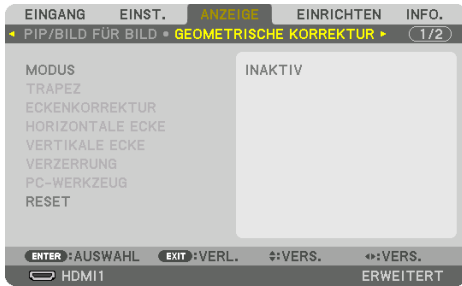 EINGANG EINST. ANZEIGE EINRICHTEN INFO.
◂ PIP/BILD FÜR BILD • GEOMETRISCHE KORREKTUR ▸ 1/2
MODUS INAKTIV
TRAPEZ
ECKENKORREKTUR
HORIZONTALE ECKE
VERTIKALE ECKE
VERZERRUNG
PC-WERKZEUG
RESET
ENTER :AUSWAHL EXIT :VERL. ♦:VERS. ◂▸:VERS.
HDMI1 ERWEITERT